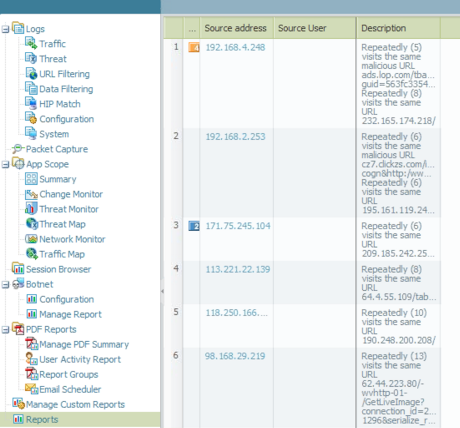 Logs
Traffic
Threat
URL Filtering
Data Filtering
HIP Match
Configuration
System
Packet Capture
App Scope
Summary
Change Monitor
Threat Monitor
Threat Map
Network Monitor
Traffic Map
Session Browser
Botnet
Configuration
Manage Report
PDF Reports
Manage PDF Summary
User Activity Report
Report Groups
Email Scheduler
Manage Custom Reports
Reports
... Source address Source User Description
1 192.168.4.248
Repeatedly (5)
visits the same
malicious URL
ads.lop.com/tba...
guid=563fc3354...
Repeatedly (8)
visits the same
URL
232.165.174.218/
2 192.168.2.253
Repeatedly (6)
visits the same
malicious URL
cz7.clickzs.com/i...
cogn&http:/ww...
Repeatedly (6)
visits the same
URL
195.161.119.24...
3 171.75.245.104
Repeatedly (6)
visits the same
URL
209.185.242.25...
4 113.221.22.139
Repeatedly (8)
visits the same
URL
64.4.55.109/tab...
5 118.250.166....
Repeatedly (10)
visits the same
URL
190.248.200.208/
6 98.168.29.219
Repeatedly (13)
visits the same
URL
62.44.223.80/-
wvhttp-01-
/GetLiveImage?
connection_id=2...
1296&serialize_r...